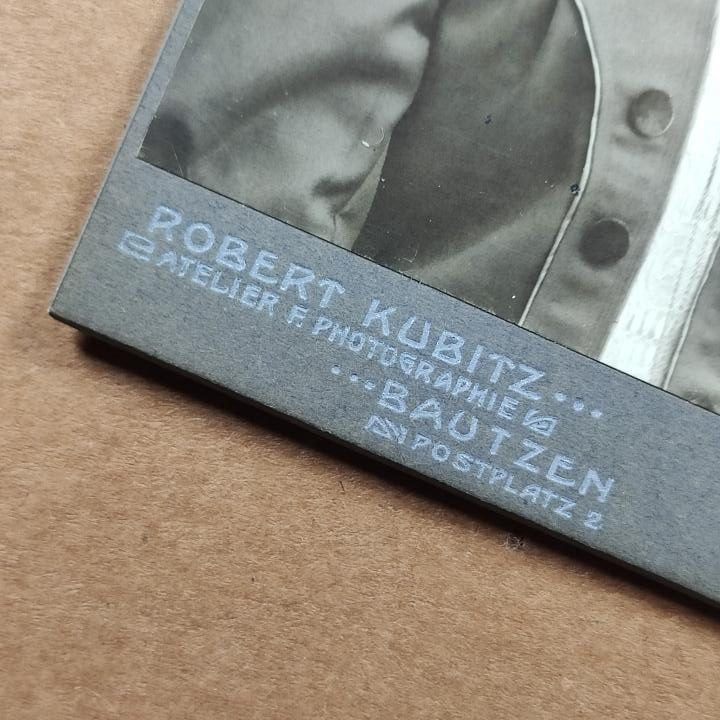 ROBERT KUBITZ...
ATELIER F. PHOTOGRAPHIE
...BAUTZEN
POSTPLATZ 2